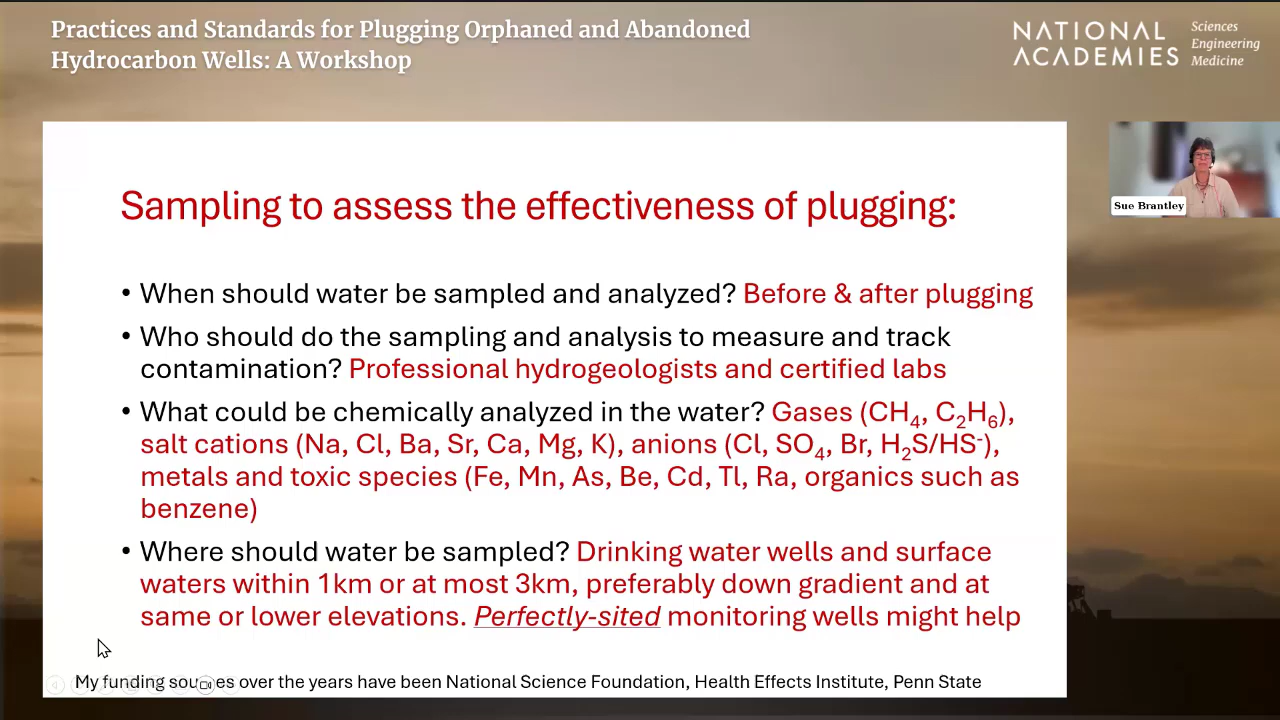 Practices and Standards for Plugging Orphaned and Abandoned
Hydrocarbon Wells: A Workshop
NATIONAL
ACADEMIES
Sciences
Engineering
Medicine
Sue Brantley
Sampling to assess the effectiveness of plugging:
• When should water be sampled and analyzed? Before & after plugging
• Who should do the sampling and analysis to measure and track
contamination? Professional hydrogeologists and certified labs
• What could be chemically analyzed in the water? Gases (CH₄, C₂H₆),
salt cations (Na, Cl, Ba, Sr, Ca, Mg, K), anions (Cl, SO₄, Br, H₂S/HS⁻),
metals and toxic species (Fe, Mn, As, Be, Cd, Tl, Ra, organics such as
benzene)
• Where should water be sampled? Drinking water wells and surface
waters within 1km or at most 3km, preferably down gradient and at
same or lower elevations. Perfectly-sited monitoring wells might help
My funding sources over the years have been National Science Foundation, Health Effects Institute, Penn State